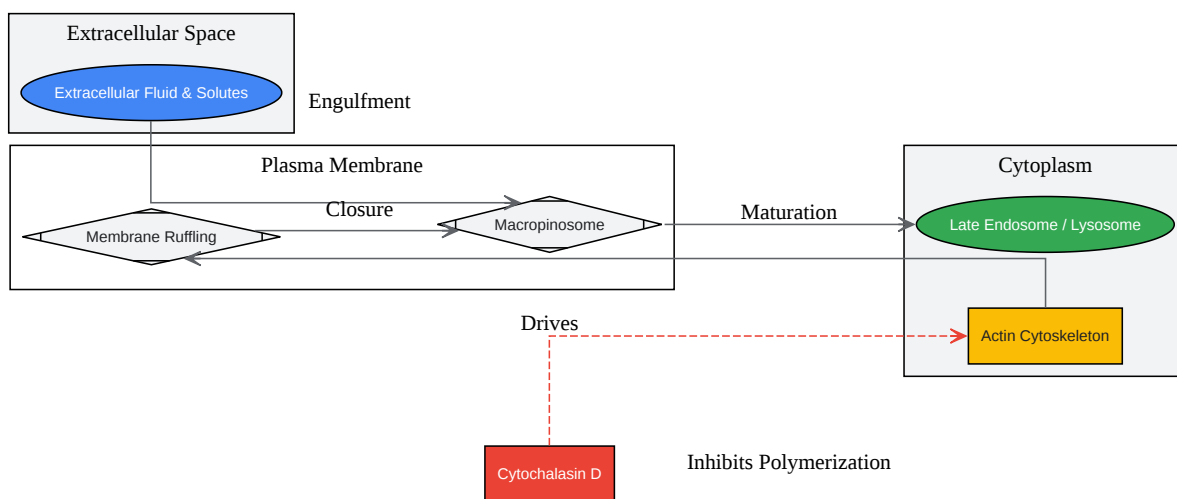 Extracellular Space
Extracellular Fluid & Solutes
Engulfment
Plasma Membrane
Cytoplasm
Closure
Maturation
Membrane Ruffling
Macropinosome
Late Endosome / Lysosome
Drives
Actin Cytoskeleton
Cytochalasin D
Inhibits Polymerization